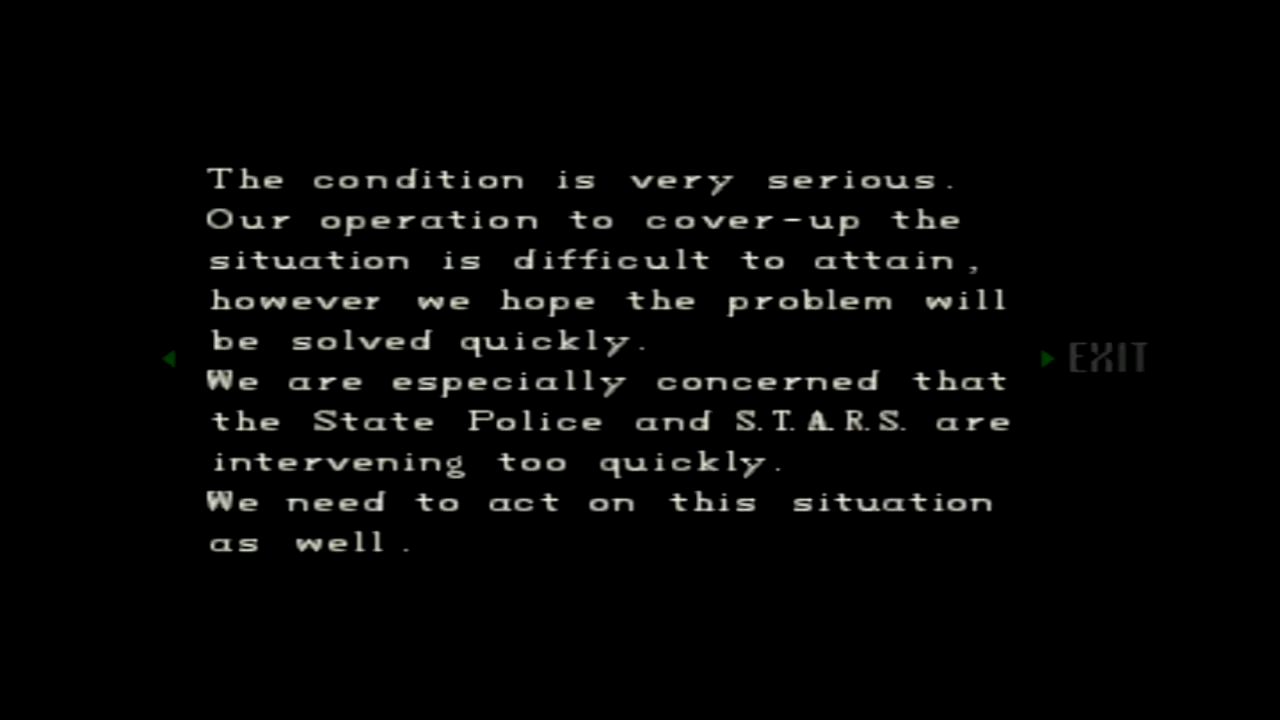 The condition is very serious.
Our operation to cover-up the
situation is difficult to attain,
however we hope the problem will
be solved quickly.
We are especially concerned that
the State Police and S.T.A.R.S. are
intervening too quickly.
We need to act on this situation
as well.
EXIT